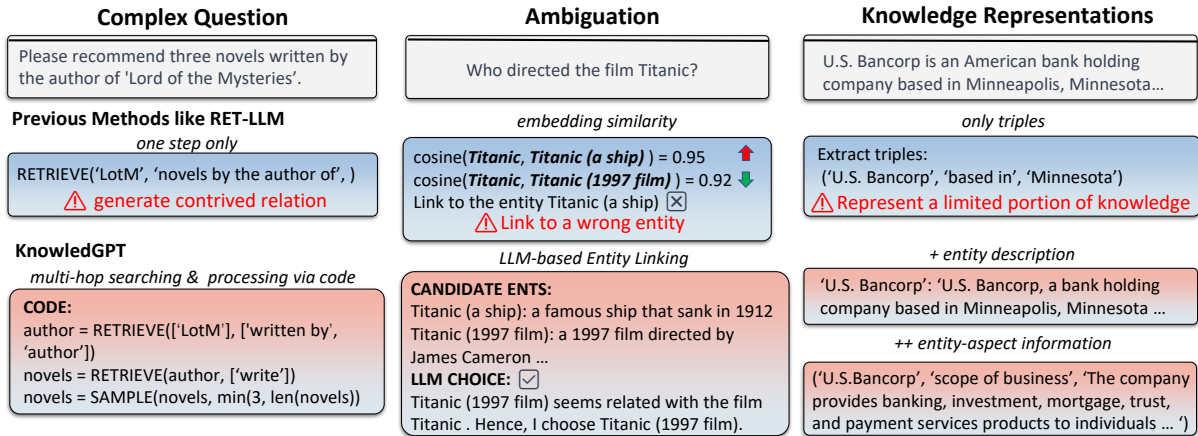 Complex Question
Please recommend three novels written by
the author of 'Lord of the Mysteries’.
Previous Methods like RET-LLM
one step only
RETRIEVE(‘LotM’, ‘novels by the author of’, )
generate contrived relation
KnowledGPT
multi-hop searching & processing via code
CODE:
author = RETRIEVE([‘LotM’], ['written by',
‘author’])
novels = RETRIEVE(author, [‘write’])
novels = SAMPLE(novels, min(3, len(novels))
Ambiguation
Who directed the film Titanic?
embedding similarity
cosine(Titanic, Titanic (a ship) ) = 0.95
cosine(Titanic, Titanic (1997 film) ) = 0.92
Link to the entity Titanic (a ship)
Link to a wrong entity
LLM-based Entity Linking
CANDIDATE ENTS:
Titanic (a ship): a famous ship that sank in 1912
Titanic (1997 film): a 1997 film directed by
James Cameron ...
LLM CHOICE:
Titanic (1997 film) seems related with the film
Titanic . Hence, I choose Titanic (1997 film).
Knowledge Representations
U.S. Bancorp is an American bank holding
company based in Minneapolis, Minnesota…
only triples
Extract triples:
(‘U.S. Bancorp’, ‘based in’, ‘Minnesota’)
Represent a limited portion of knowledge
+ entity description
‘U.S. Bancorp’: ‘U.S. Bancorp, a bank holding
company based in Minneapolis, Minnesota ...
++ entity-aspect information
(‘U.S.Bancorp’, ‘scope of business’, ‘The company
provides banking, investment, mortgage, trust,
and payment services products to individuals ... ‘)